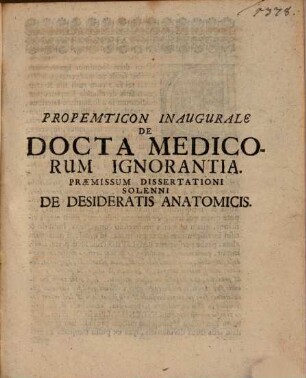 PROPEMTICON INAUGURALE
DE
DOCTA MEDICO-
RUM IGNORANTIA.
PRÆMISSUM DISSERTATIONI
SOLENNI
DE DESIDERATIS ANATOMICIS.